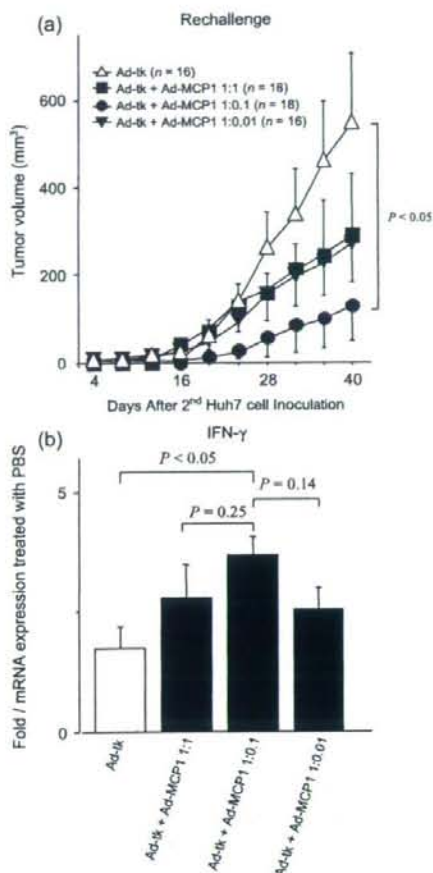 (a)
Rechallenge
Ad-tk (n = 16)
Ad-tk + Ad-MCP1 1:1 (n = 18)
Ad-tk + Ad-MCP1 1:0.1 (n = 18)
Ad-tk + Ad-MCP1 1:0.01 (n = 16)
Tumor volume (mm³)
600
400
200
0
P < 0.05
4
16
28
40
Days After 2nd Huh7 cell Inoculation
(b)
IFN-γ
Fold / mRNA expression treated with PBS
5
0
P < 0.05
P = 0.14
P = 0.25
Ad-tk
Ad-tk + Ad-MCP1 1:1
Ad-tk + Ad-MCP1 1:0.1
Ad-tk + Ad-MCP1 1:0.01